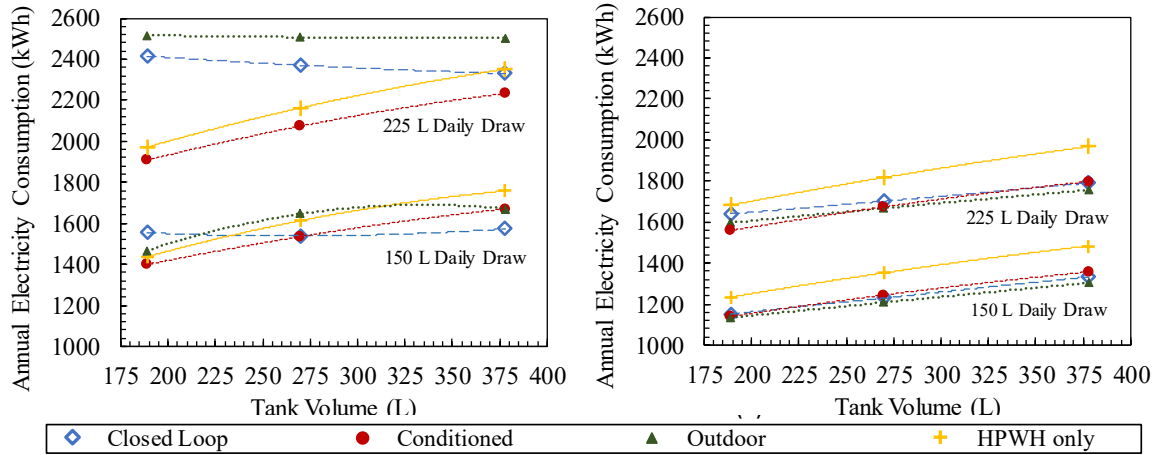 Annual Electricity Consumption (kWh)
2600
2400
2200
2000
1800
1600
1400
1200
1000
225 L Daily Draw
150 L Daily Draw
175 200 225 250 275 300 325 350 375 400
Tank Volume (L)
Annual Electricity Consumption (kWh)
2600
2400
2200
2000
1800
1600
1400
1200
1000
225 L Daily Draw
150 L Daily Draw
175 200 225 250 275 300 325 350 375 400
Tank Volume (L)
Closed Loop Conditioned Outdoor HPWH only